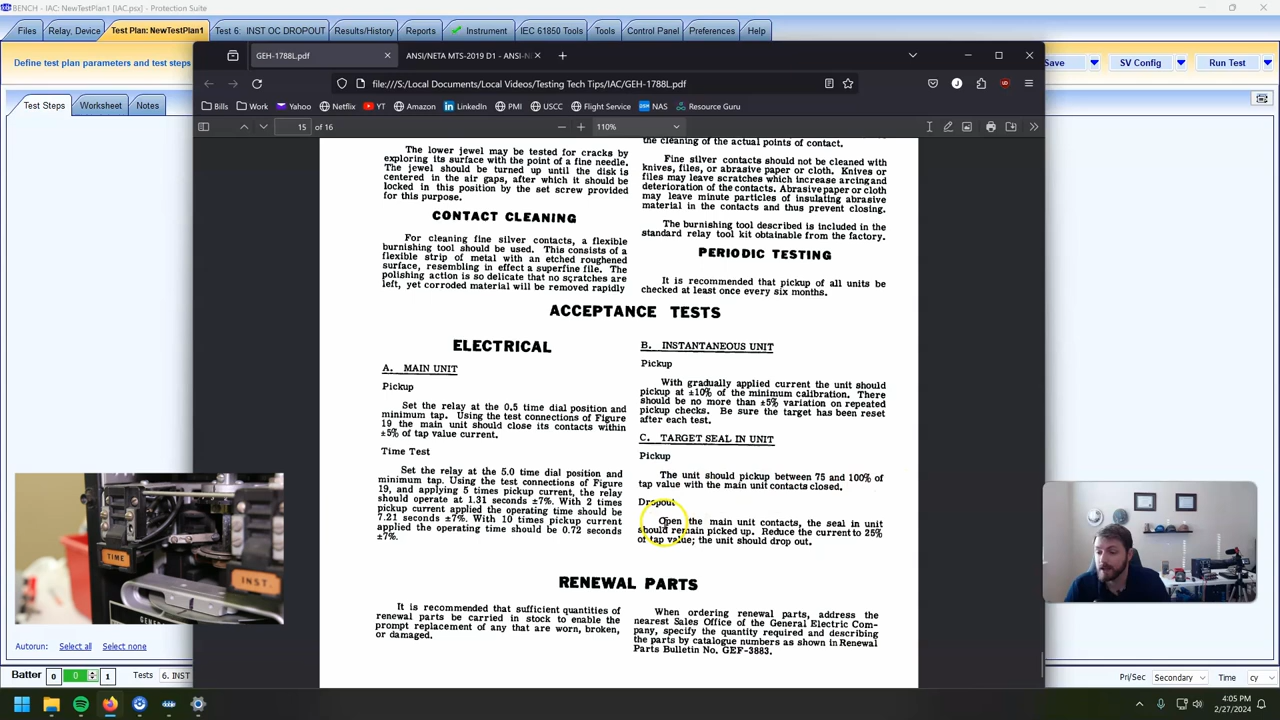 BENCH - IAC: NewTestPlan1 [IAC.psx] - Protection Suite
Files
Relay, Device
Test Plan: NewTestPlan1
Test 6: INST OC DROPOUT
Results/History
Reports
Instrument
IEC 61850 Tools
Tools
Control Panel
Preferences
Help
Define test plan parameters and test steps
Save
SV Config
Run Test
Test Steps
Worksheet
Notes
GEH-1788L.pdf
ANSI/NETA MTS-2019 D1 - ANSI-N
file:///S:/Local Documents/Local Videos/Testing Tech Tips/IAC/GEH-1788L.pdf
Bills
Work
Yahoo
Netflix
YT
Amazon
LinkedIn
PMI
USCC
Flight Service
NAS
Resource Guru
15 of 16
110%
The lower jewel may be tested for cracks by
exploring its surface with the point of a fine needle.
The jewel should be turned up until the disk is
centered in the air gaps, after which it should be
locked in this position by the set screw provided
for this purpose.
CONTACT CLEANING
For cleaning fine silver contacts, a flexible
burnishing tool should be used. This consists of a
flexible strip of metal with an etched roughened
surface, resembling in effect a superfine file. The
polishing action is so delicate that no scratches are
left, yet corroded material will be removed rapidly
the cleaning of the actual points of contact.
Fine silver contacts should not be cleaned with
knives, files, or abrasive paper or cloth. Knives or
files may leave scratches which increase arcing and
deterioration of the contacts. Abrasive paper or cloth
may leave minute particles of insulating abrasive
material in the contacts and thus prevent closing.
The burnishing tool described is included in the
standard relay tool kit obtainable from the factory.
PERIODIC TESTING
It is recommended that pickup of all units be
checked at least once every six months.
ACCEPTANCE TESTS
ELECTRICAL
A. MAIN UNIT
Pickup
Set the relay at the 0.5 time dial position and
minimum tap. Using the test connections of Figure
19 the main unit should close its contacts within
±5% of tap value current.
Time Test
Set the relay at the 5.0 time dial position and
minimum tap. Using the test connections of Figure
19, and applying 5 times pickup current, the relay
should operate at 1.31 seconds ±7%. With 2 times
pickup current applied the operating time should be
7.21 seconds ±7%. With 10 times pickup current
applied the operating time should be 0.72 seconds
±7%.
B. INSTANTANEOUS UNIT
Pickup
With gradually applied current the unit should
pickup at ±10% of the minimum calibration. There
should be no more than ±5% variation on repeated
pickup checks. Be sure the target has been reset
after each test.
C. TARGET SEAL IN UNIT
Pickup
The unit should pickup between 75 and 100% of
tap value with the main unit contacts closed.
Dropout
Open the main unit contacts, the seal in unit
should remain picked up. Reduce the current to 25%
of tap value; the unit should drop out.
RENEWAL PARTS
It is recommended that sufficient quantities of
renewal parts be carried in stock to enable the
prompt replacement of any that are worn, broken,
or damaged.
When ordering renewal parts, address the
nearest Sales Office of the General Electric Com-
pany, specify the quantity required and describing
the parts by catalogue numbers as shown in Renewal
Parts Bulletin No. GEF-3883.
TIME
INST.
GENERAL
Autorun:
Select all
Select none
Batter
0
0
1
Tests
6. INST
Pri/Sec
Secondary
Time
cy
4:05 PM
2/27/2024